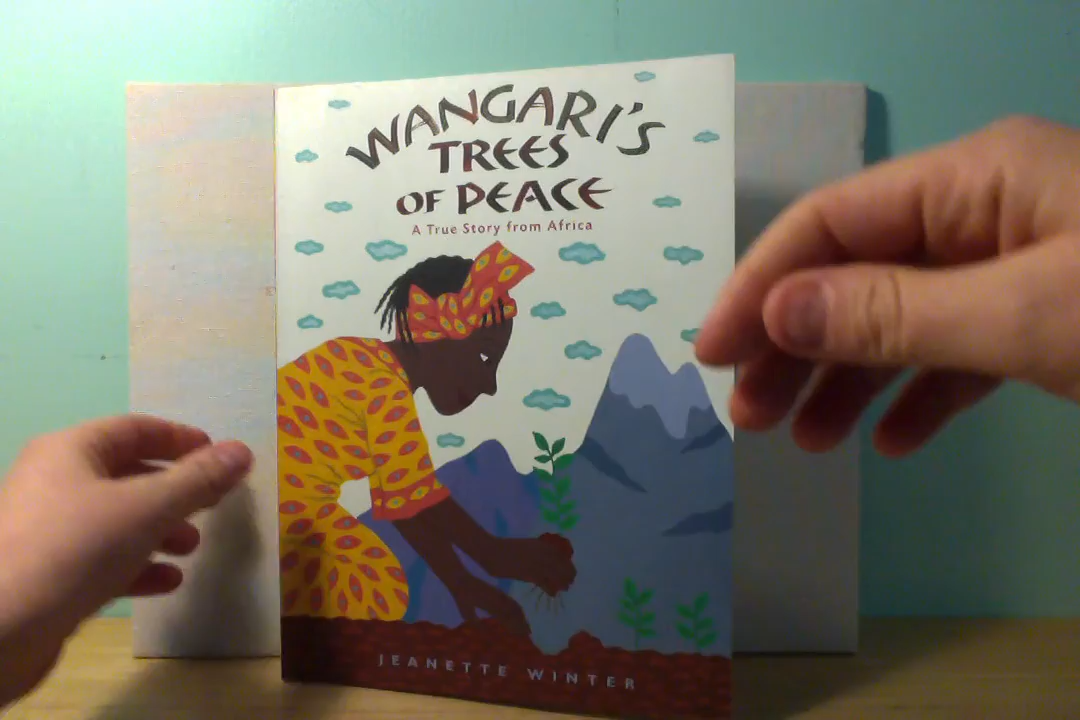 WANGARI'S
TREES
OF PEACE
A True Story from Africa
JEANETTE WINTER